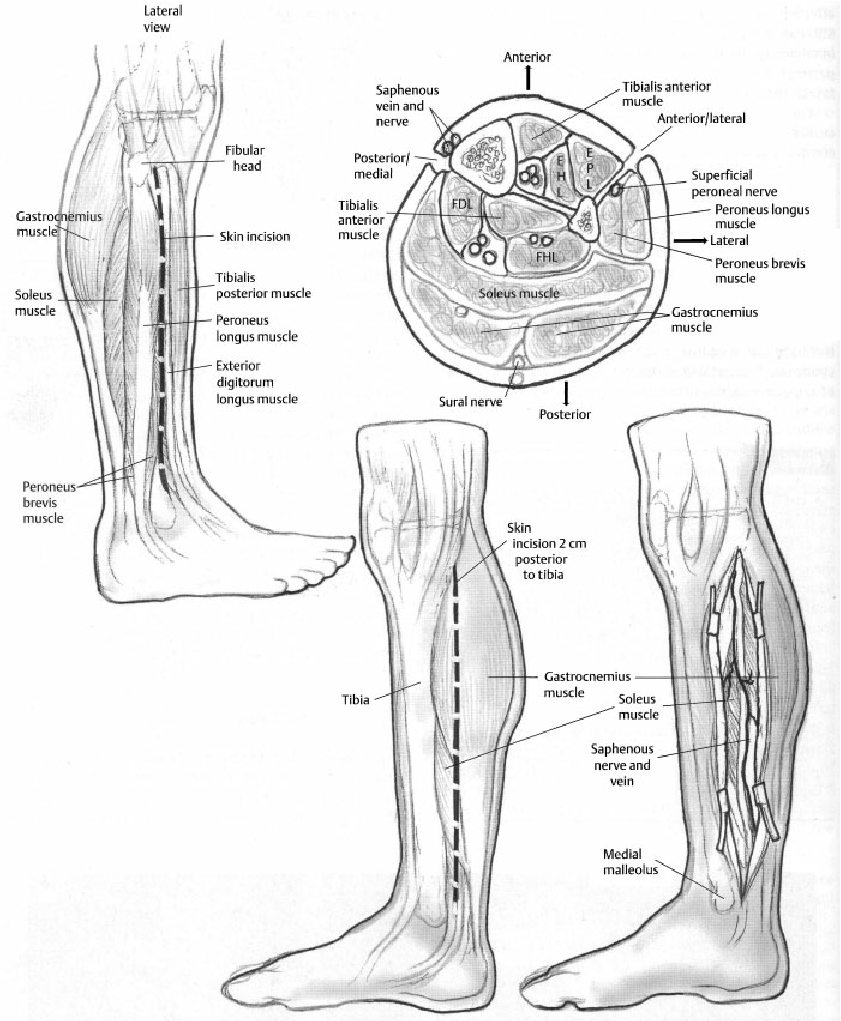 Lateral
view
Fibular
head
Gastrocnemius
muscle
Skin incision
Soleus
muscle
Tibialis
posterior muscle
Peroneus
longus muscle
Exterior
digitorum
longus muscle
Peroneus
brevis
muscle
Anterior
Saphenous
vein and
nerve
Tibialis anterior
muscle
Anterior/lateral
Posterior/
medial
Superficial
peroneal nerve
Tibialis
anterior
muscle
Peroneus longus
muscle
Lateral
Peroneus brevis
muscle
E
H
L
E
P
L
FDL
FHL
Soleus muscle
Gastrocnemius
muscle
Sural nerve
Posterior
Skin
incision 2 cm
posterior
to tibia
Tibia
Gastrocnemius
muscle
Soleus
muscle
Saphenous
nerve and
vein
Medial
malleolus